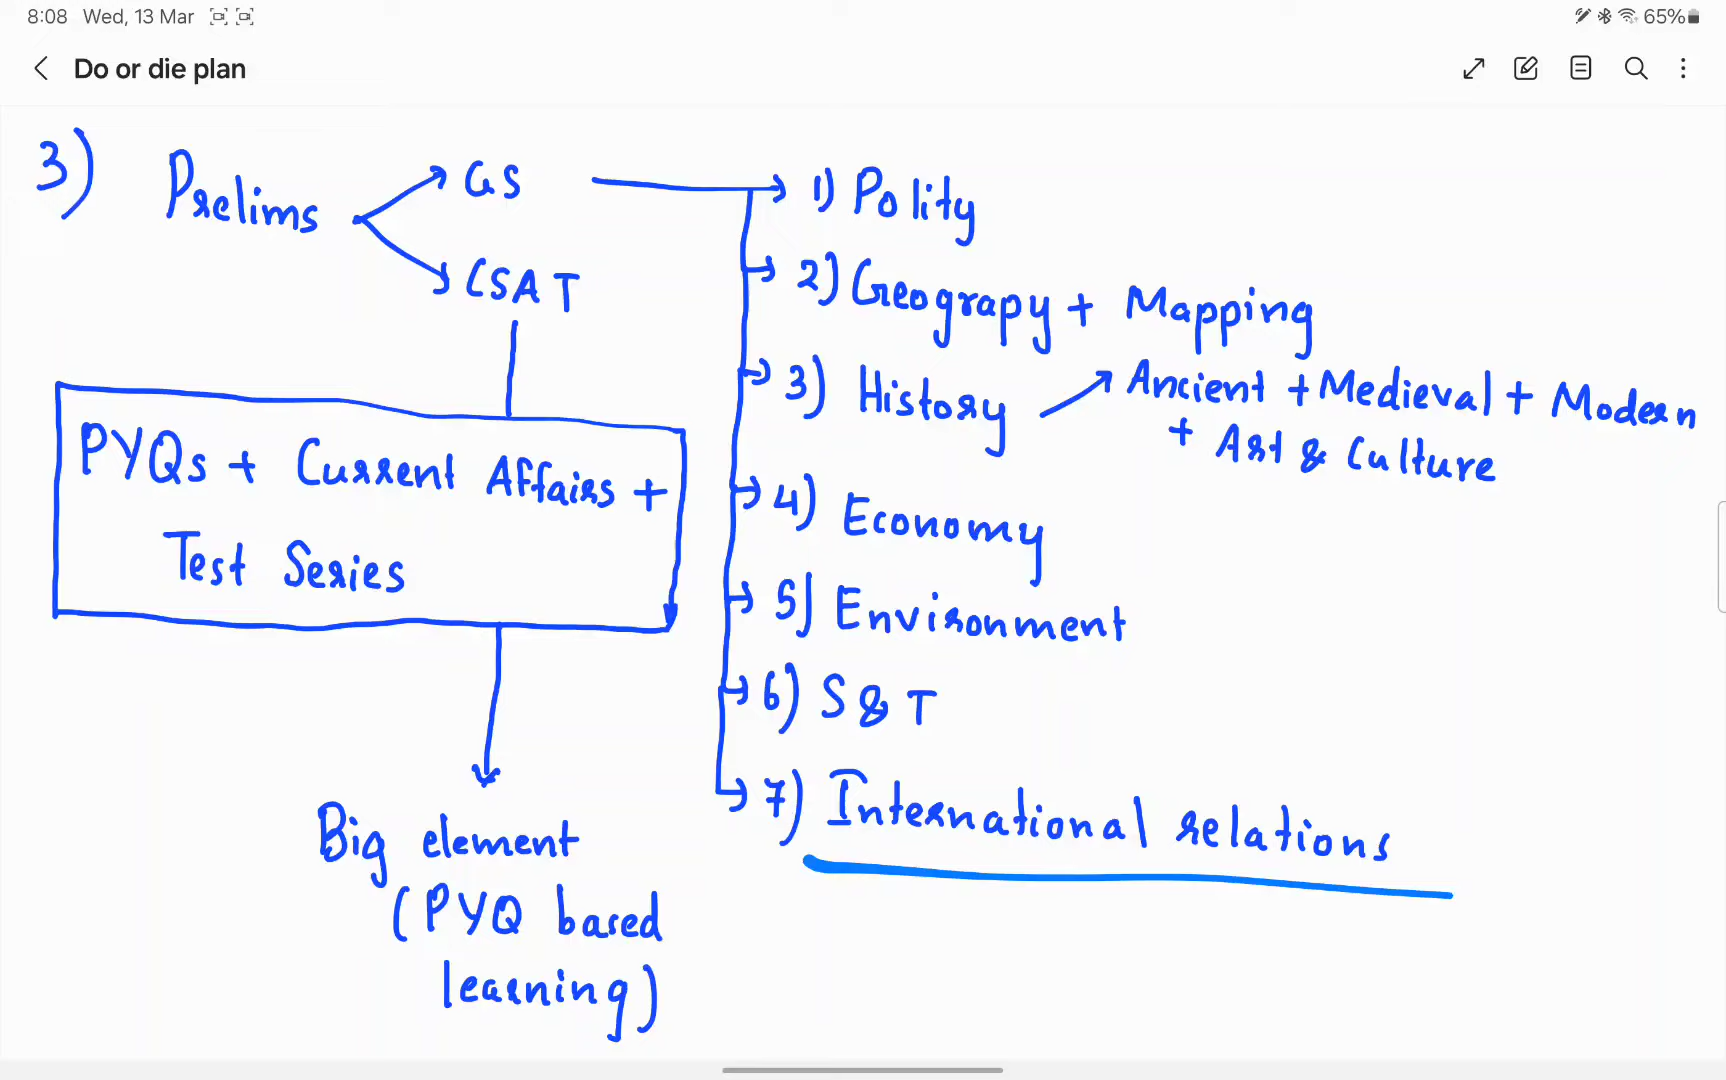 8:08 Wed, 13 Mar
65%
Do or die plan
3) Prelims
GS
CSAT
PYQs + Current Affairs +
Test Series
Big element
(PYQ based
learning)
1) Polity
2) Geograpy + Mapping
3) History
Ancient + Medieval + Modern
+ Art & Culture
4) Economy
5) Environment
6) S & T
7) International relations